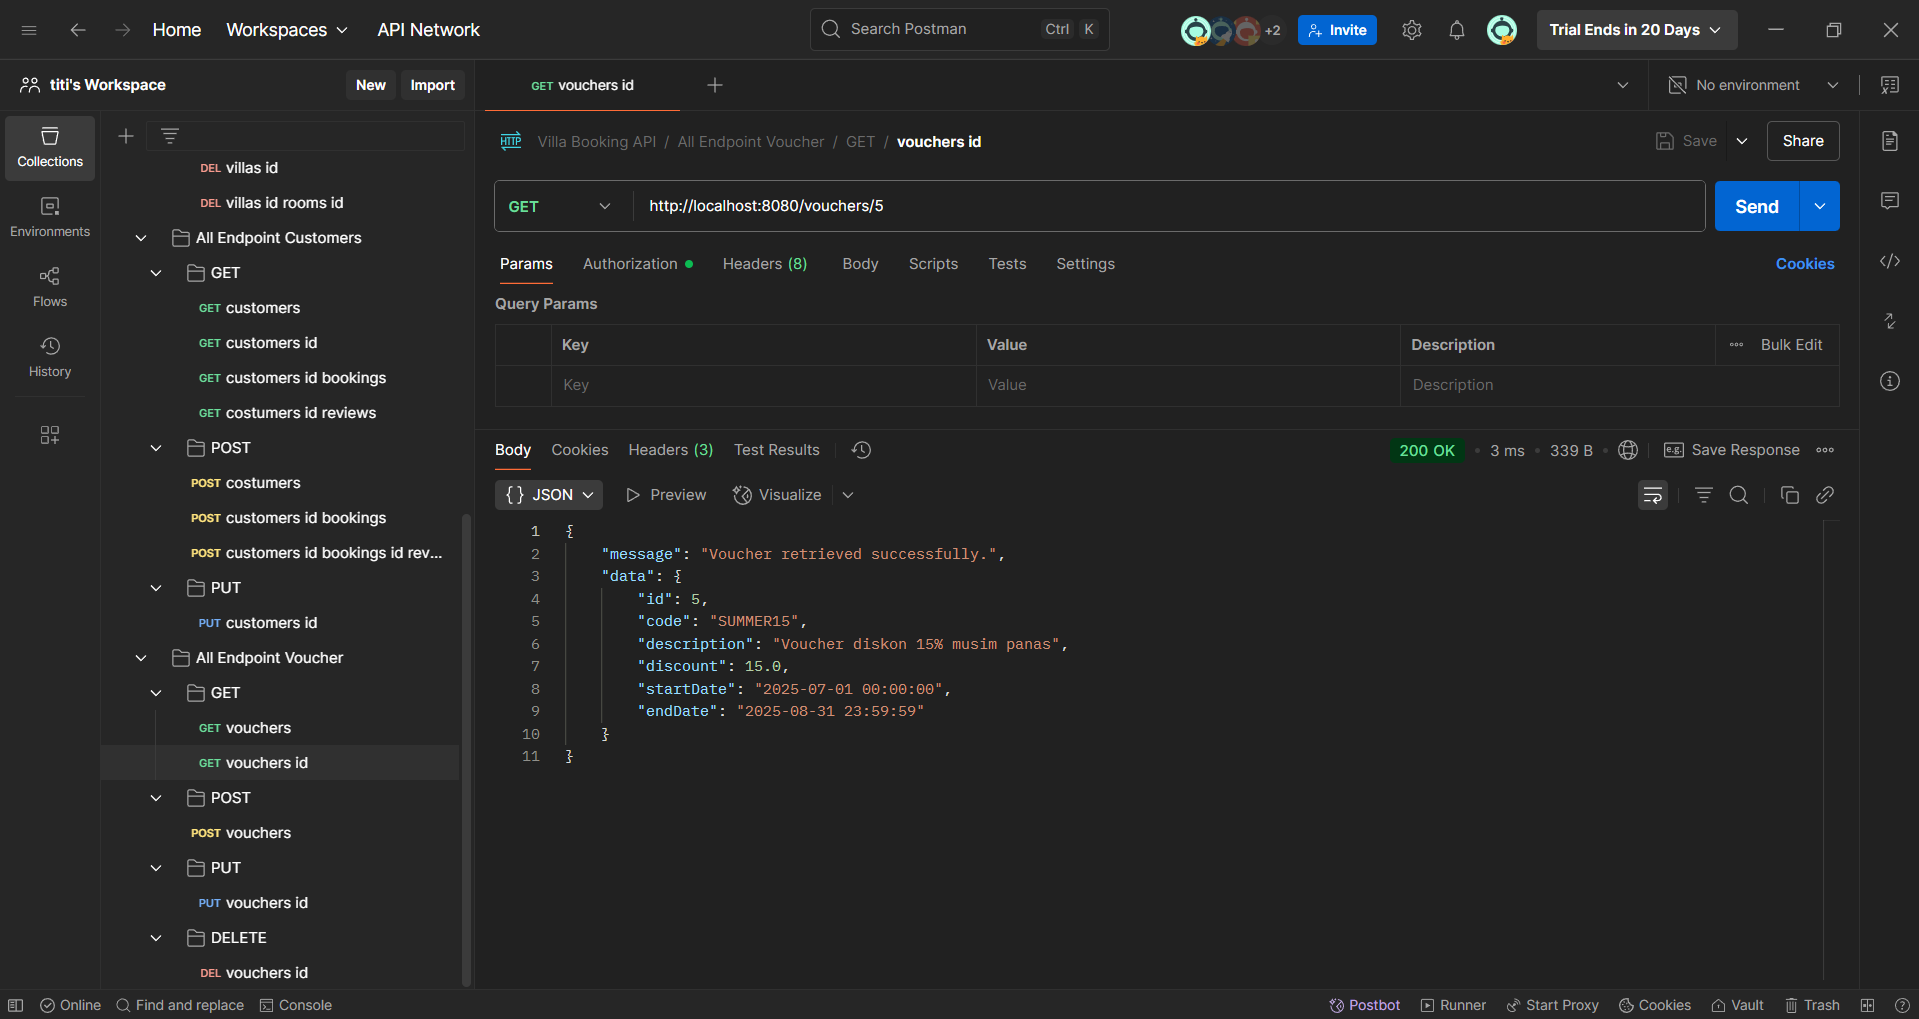 Home Workspaces API Network Search Postman Ctrl K +2 Invite Trial Ends in 20 Days
titi's Workspace New Import GET vouchers id No environment
Collections
Environments
Flows
History
DEL villas id
DEL villas id rooms id
All Endpoint Customers
GET
GET customers
GET customers id
GET customers id bookings
GET costumers id reviews
POST
POST costumers
POST customers id bookings
POST customers id bookings id rev...
PUT
PUT customers id
All Endpoint Voucher
GET
GET vouchers
GET vouchers id
POST
POST vouchers
PUT
PUT vouchers id
DELETE
DEL vouchers id
HTTP Villa Booking API / All Endpoint Voucher / GET / vouchers id Save Share
GET http://localhost:8080/vouchers/5 Send
Params Authorization Headers (8) Body Scripts Tests Settings Cookies
Query Params
Key Value Description Bulk Edit
Key Value Description
Body Cookies Headers (3) Test Results 200 OK 3 ms 339 B e.g. Save Response
{} JSON Preview Visualize
1 {
2 "message": "Voucher retrieved successfully.",
3 "data": {
4 "id": 5,
5 "code": "SUMMER15",
6 "description": "Voucher diskon 15% musim panas",
7 "discount": 15.0,
8 "startDate": "2025-07-01 00:00:00",
9 "endDate": "2025-08-31 23:59:59"
10 }
11 }
Online Find and replace Console Postbot Runner Start Proxy Cookies Vault Trash